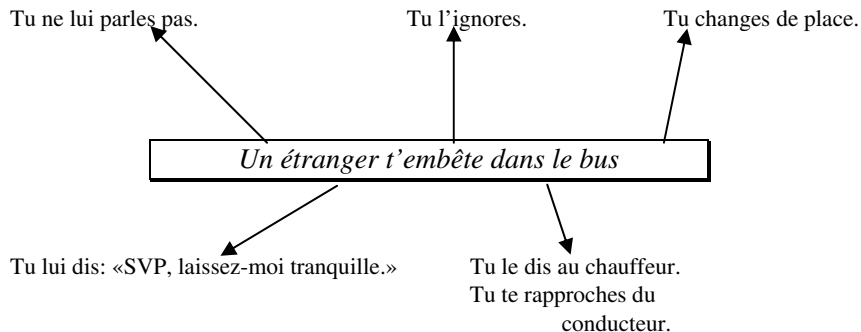 Tu ne lui parles pas.
Tu l'ignores.
Tu changes de place.
Un étranger t'embête dans le bus
Tu lui dis: «SVP, laissez-moi tranquille.»
Tu le dis au chauffeur.
Tu te rapproches du
conducteur.